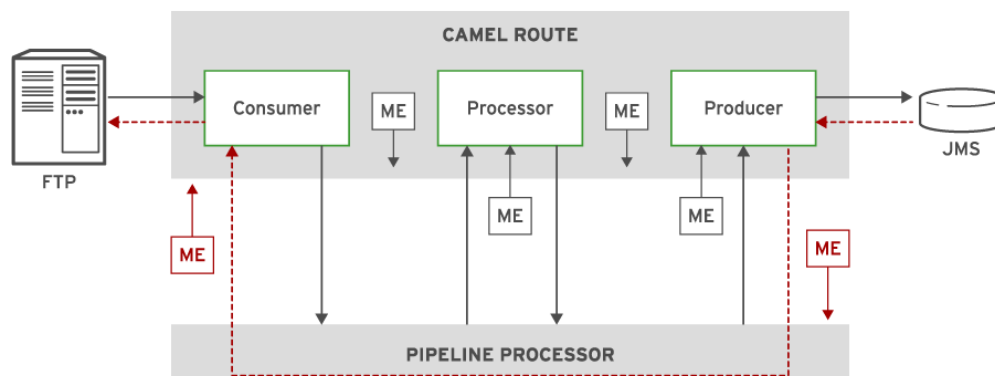 CAMEL ROUTE
Consumer
ME
Processor
ME
Producer
FTP
JMS
ME
ME
ME
ME
PIPELINE PROCESSOR